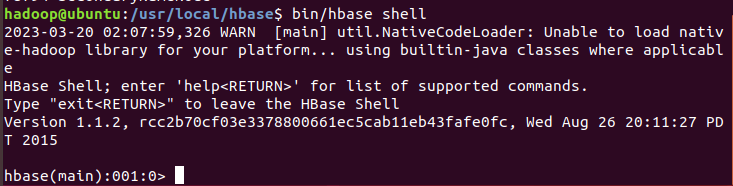 hadoop@ubuntu:/usr/local/hbase$ bin/hbase shell
2023-03-20 02:07:59,326 WARN  [main] util.NativeCodeLoader: Unable to load nativ
e-hadoop library for your platform... using builtin-java classes where applicabl
e
HBase Shell; enter 'help<RETURN>' for list of supported commands.
Type "exit<RETURN>" to leave the HBase Shell
Version 1.1.2, rcc2b70cf03e3378800661ec5cab11eb43fafe0fc, Wed Aug 26 20:11:27 PD
T 2015
hbase(main):001:0>